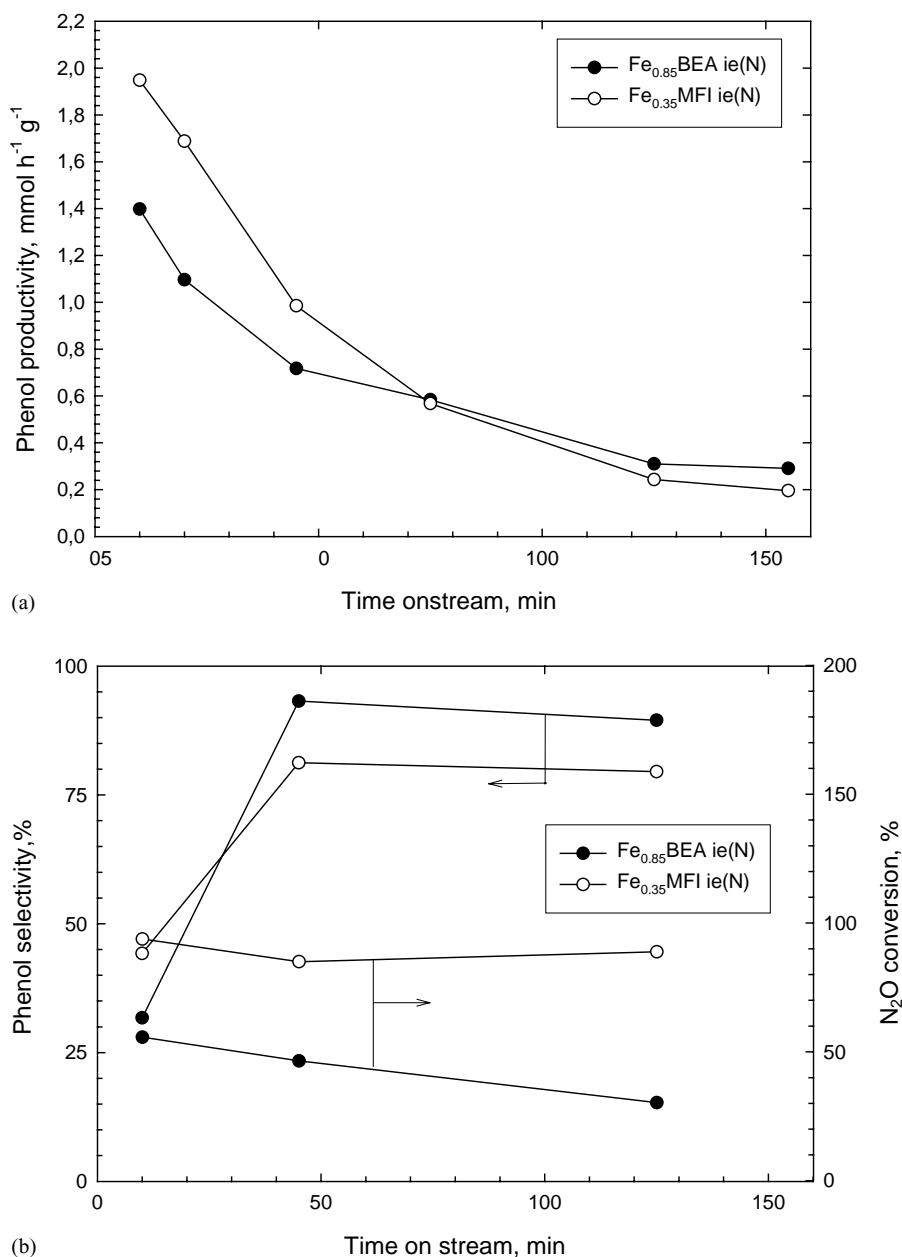 2,2
2,0
1,8
1,6
1,4
1,2
1,0
0,8
0,6
0,4
0,2
0,0
Phenol productivity, mmol h⁻¹ g⁻¹
Fe₀.₈₅BEA ie(N)
Fe₀.₃₅MFI ie(N)
05 0 100 150
(a) Time onstream, min
100
75
50
25
0
Phenol selectivity,%
Fe₀.₈₅BEA ie(N)
Fe₀.₃₅MFI ie(N)
200
150
100
50
0
N₂O conversion, %
0 50 100 150
(b) Time on stream, min